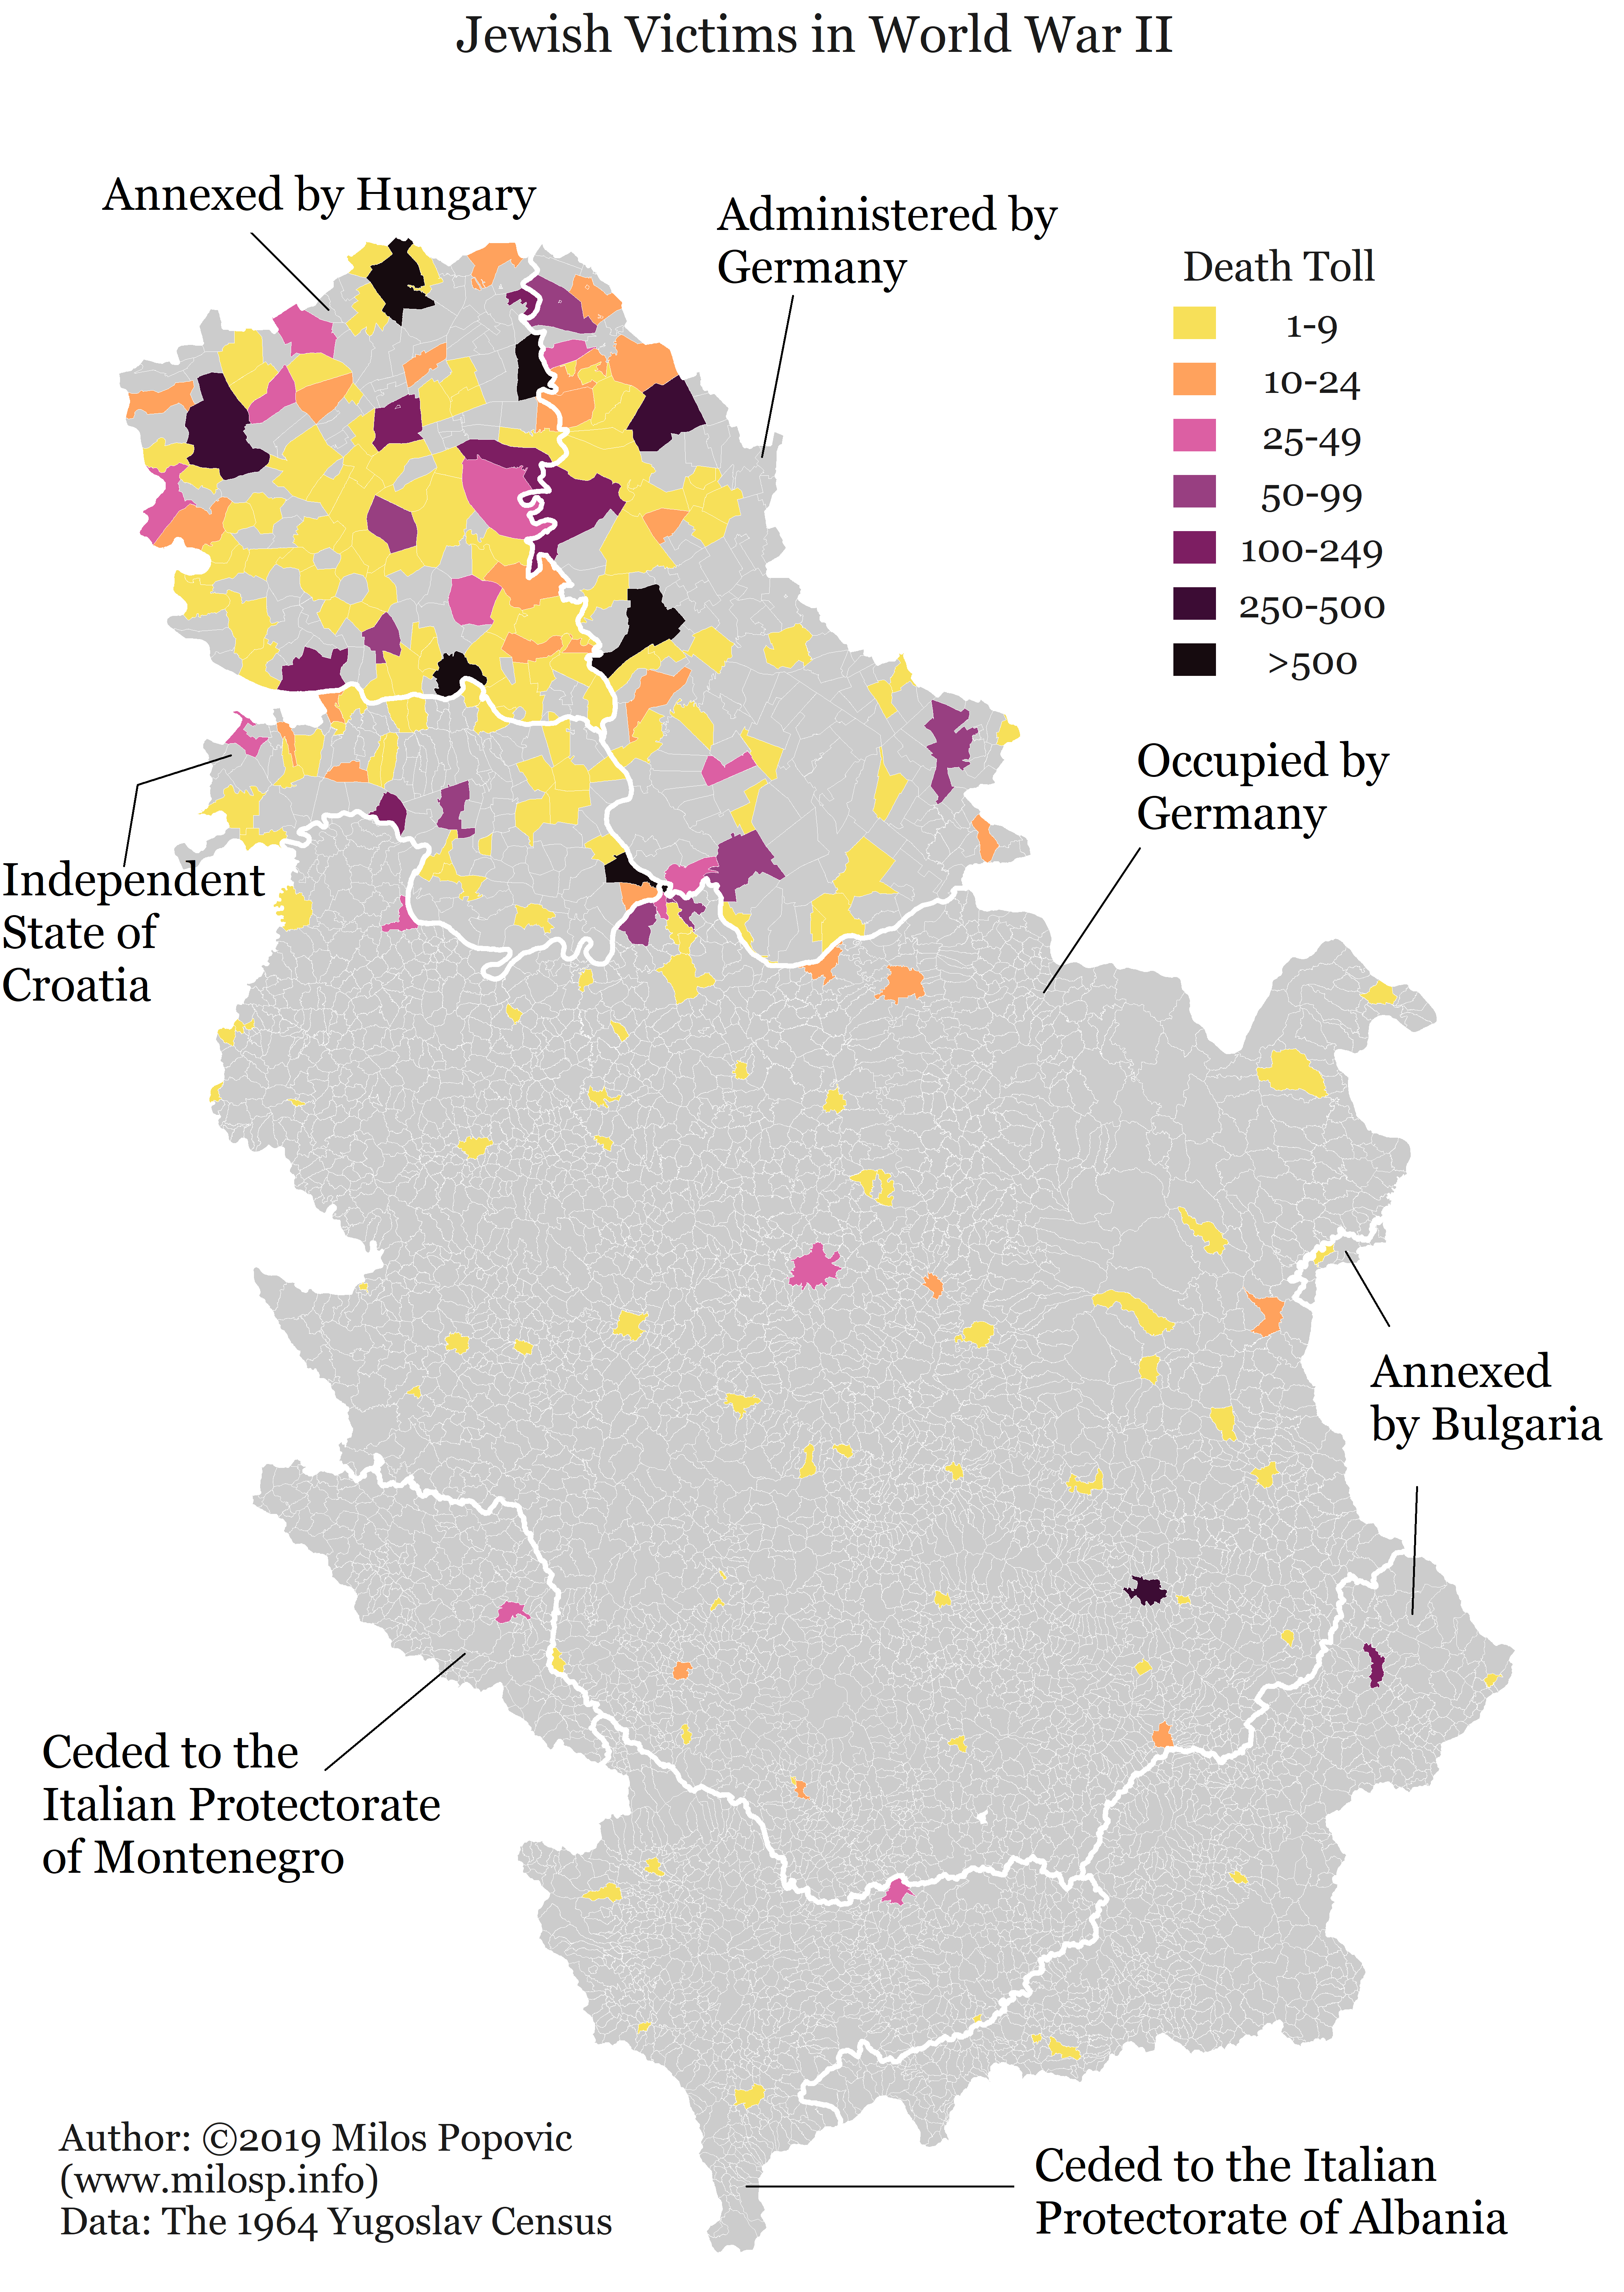 Jewish Victims in World War II
Annexed by Hungary
Administered by
Germany
Death Toll
1-9
10-24
25-49
50-99
100-249
250-500
>500
Occupied by
Germany
Independent
State of
Croatia
Annexed
by Bulgaria
Ceded to the
Italian Protectorate
of Montenegro
Author: ©2019 Milos Popovic
(www.milosp.info)
Data: The 1964 Yugoslav Census
Ceded to the Italian
Protectorate of Albania